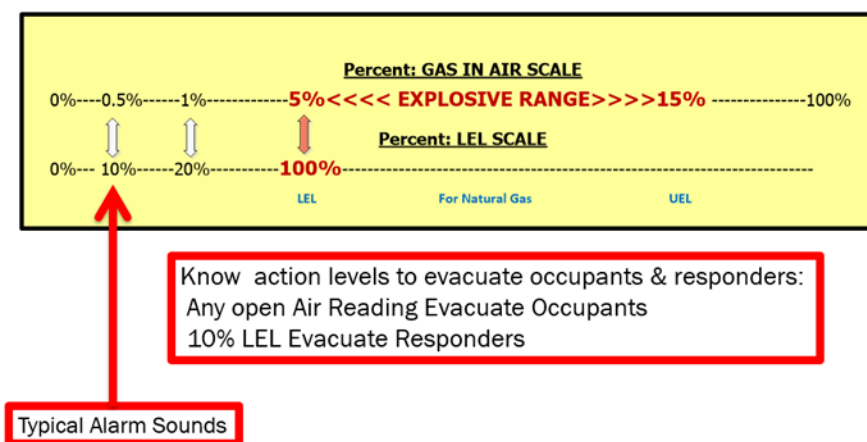 Percent: GAS IN AIR SCALE
0%----0.5%------1%------------5%<<<< EXPLOSIVE RANGE>>>>15% --------------100%
Percent: LEL SCALE
0%--- 10%------20%-----------100%----------------------------------------------------------------------
LEL For Natural Gas UEL
Know action levels to evacuate occupants & responders:
Any open Air Reading Evacuate Occupants
10% LEL Evacuate Responders
Typical Alarm Sounds